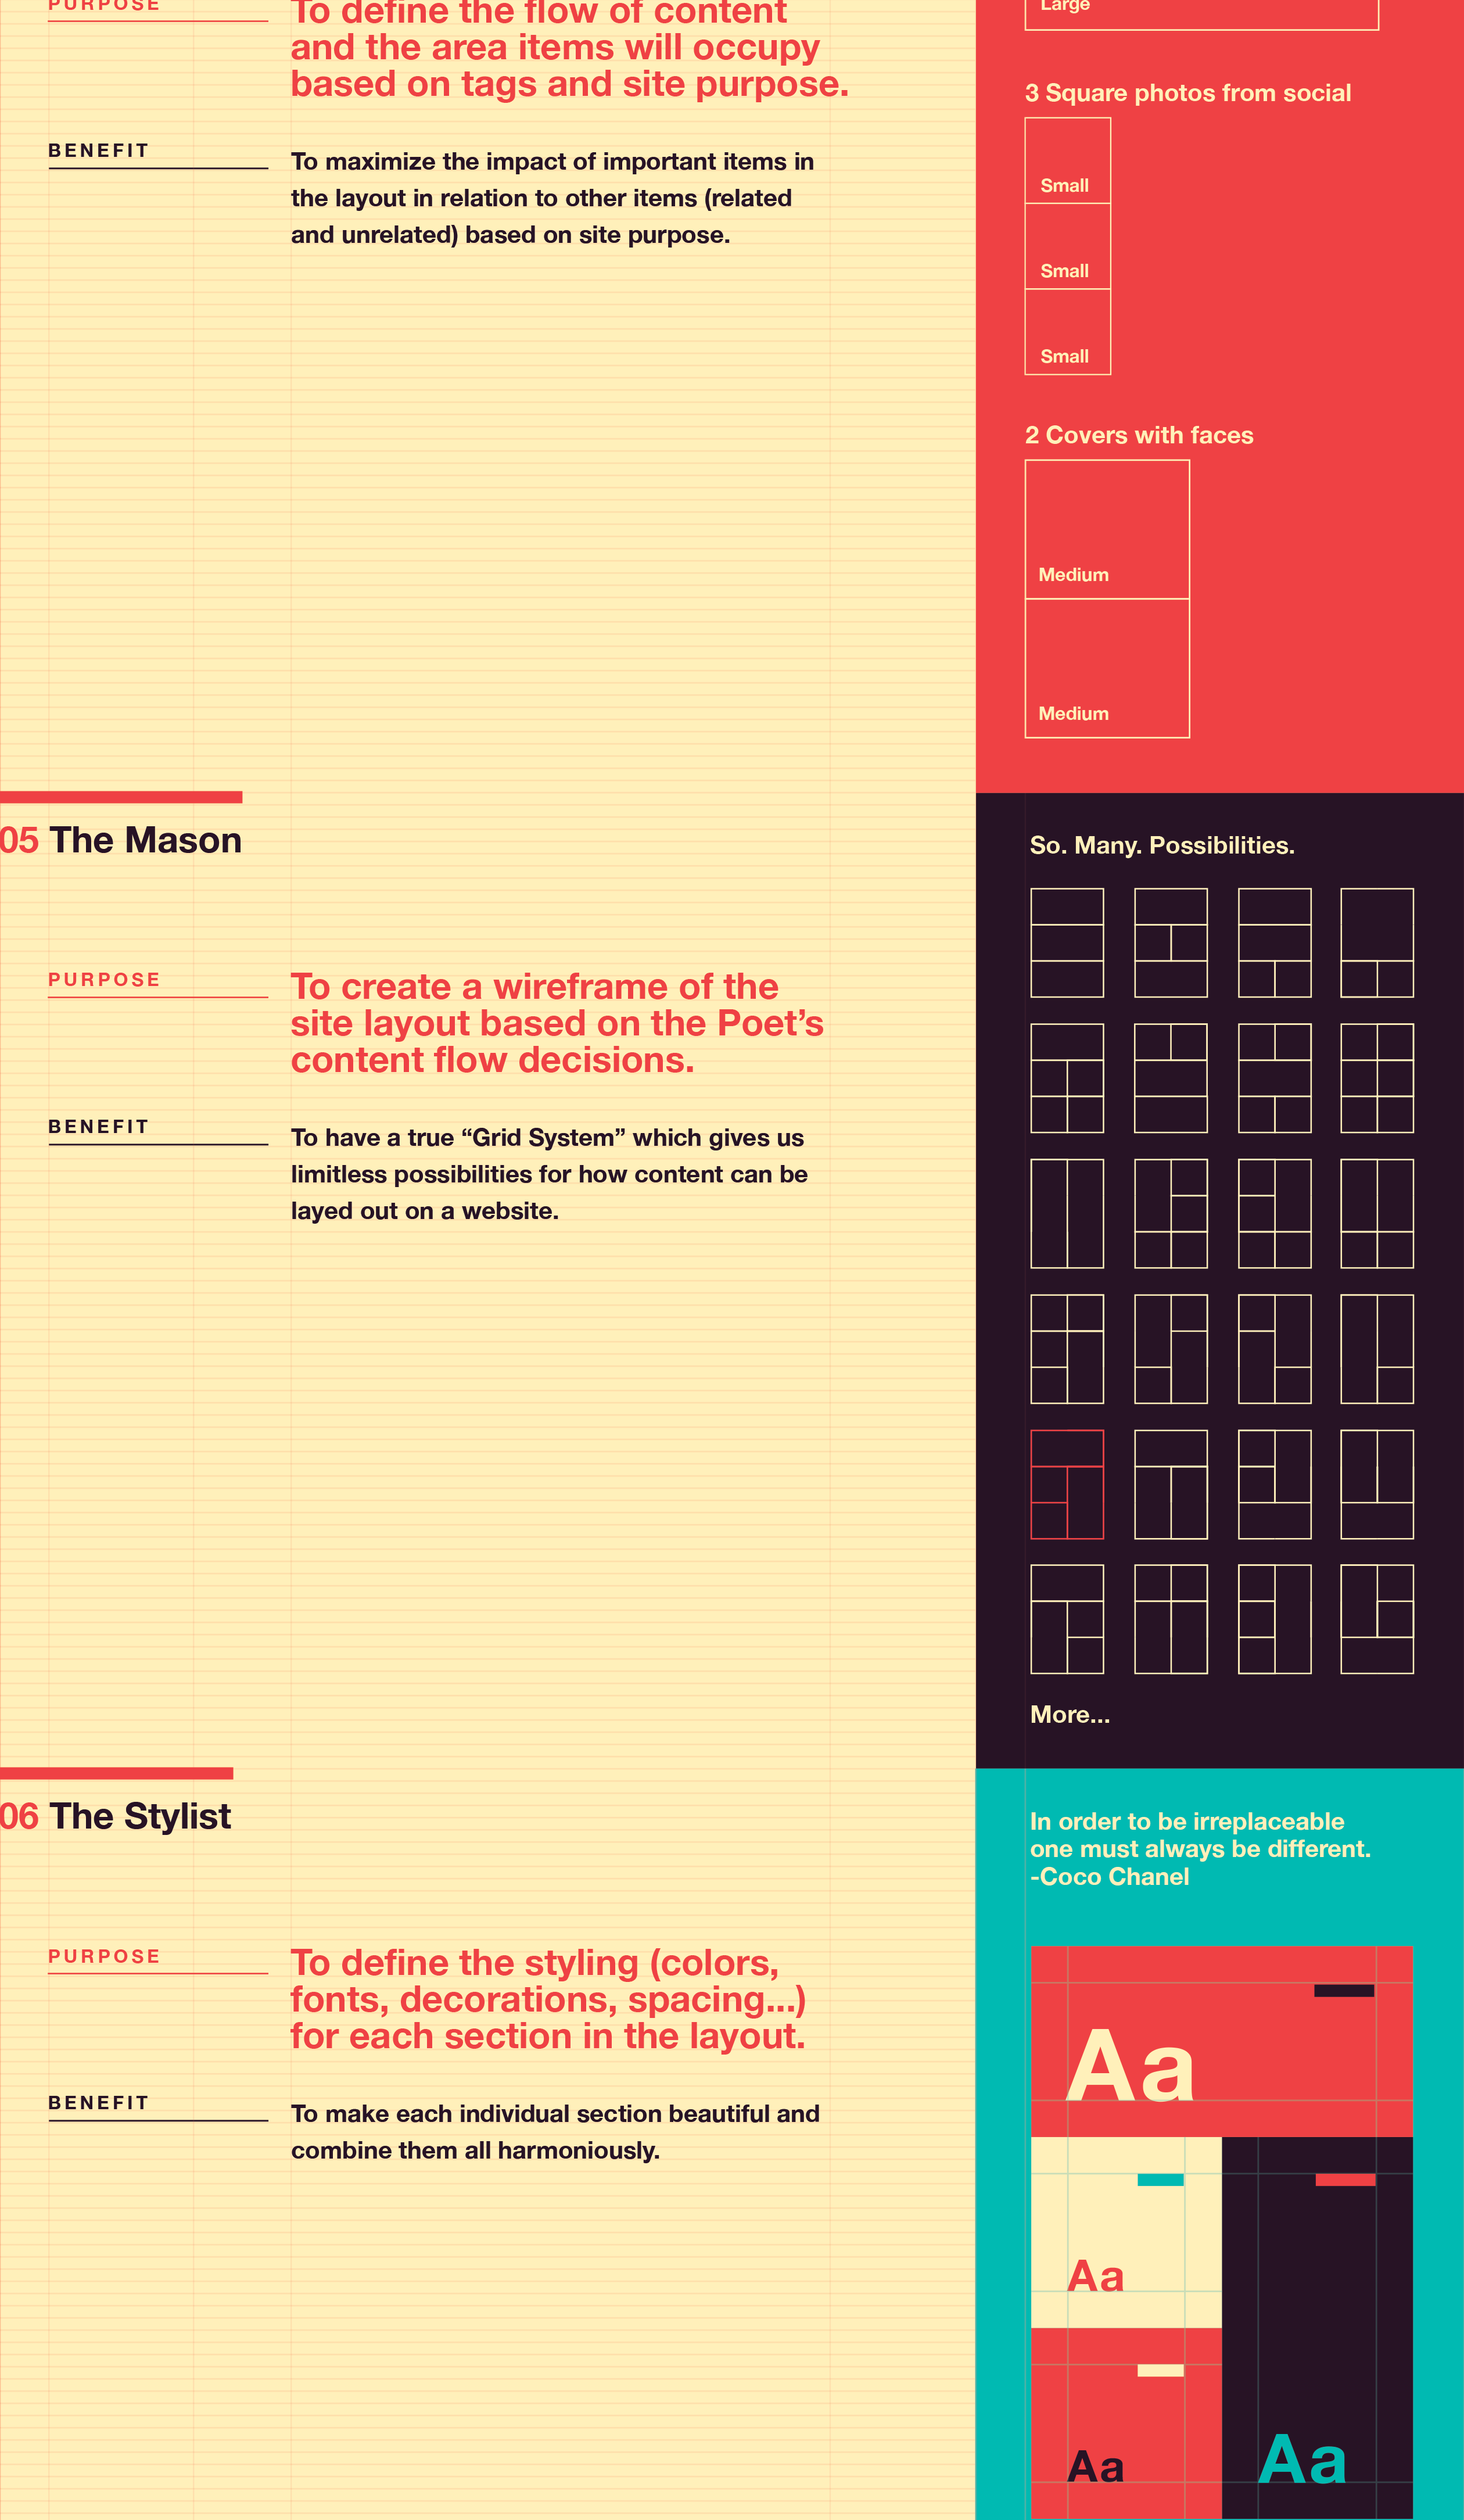 PURPOSE
To define the flow of content
and the area items will occupy
based on tags and site purpose.
BENEFIT
To maximize the impact of important items in
the layout in relation to other items (related
and unrelated) based on site purpose.
Large
3 Square photos from social
Small
Small
Small
2 Covers with faces
Medium
Medium
05 The Mason
PURPOSE
To create a wireframe of the
site layout based on the Poet’s
content flow decisions.
BENEFIT
To have a true “Grid System” which gives us
limitless possibilities for how content can be
layed out on a website.
So. Many. Possibilities.
More...
06 The Stylist
PURPOSE
To define the styling (colors,
fonts, decorations, spacing...)
for each section in the layout.
BENEFIT
To make each individual section beautiful and
combine them all harmoniously.
In order to be irreplaceable
one must always be different.
-Coco Chanel
Aa
Aa
Aa
Aa